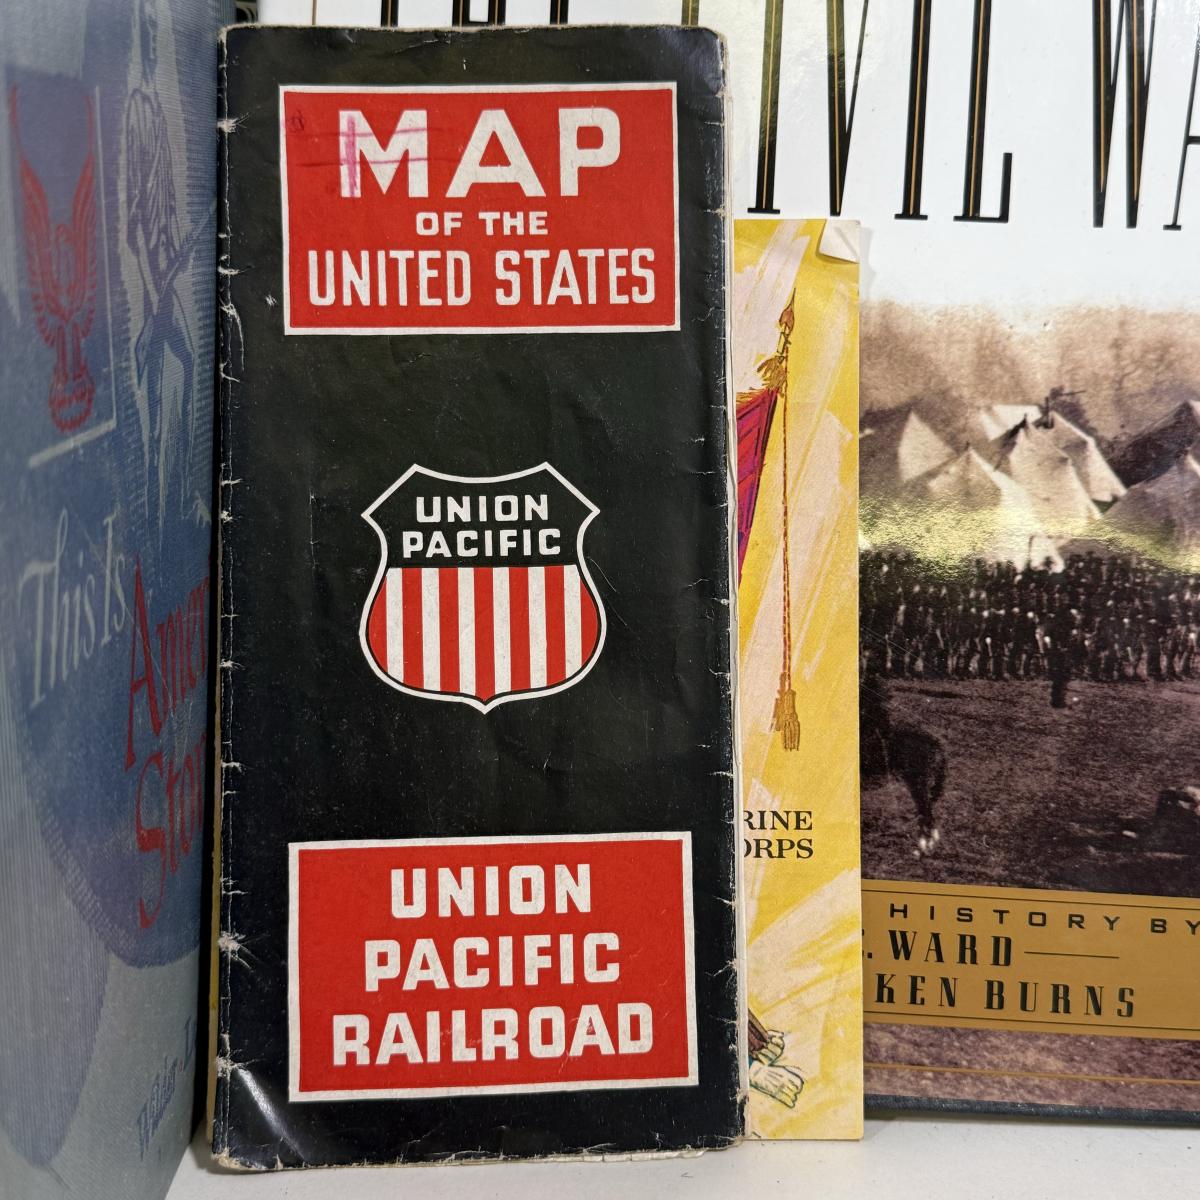 MAP
OF THE
UNITED STATES
UNION
PACIFIC
UNION
PACIFIC
RAILROAD
This Is
Story
RINE
ORPS
HISTORY BY
WARD
KEN BURNS